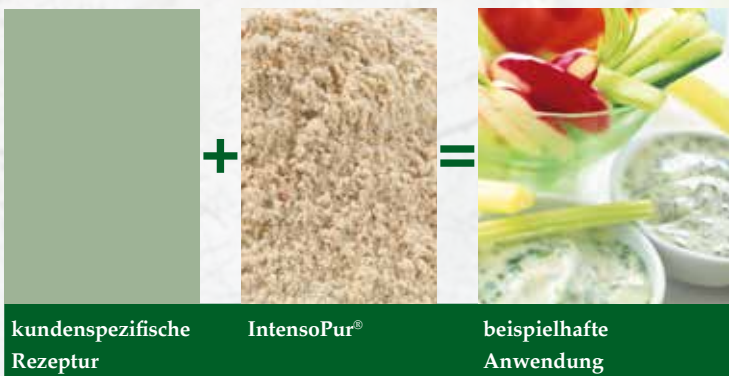 + =
kundenspezifische Rezeptur
IntensoPur®
beispielhafte Anwendung